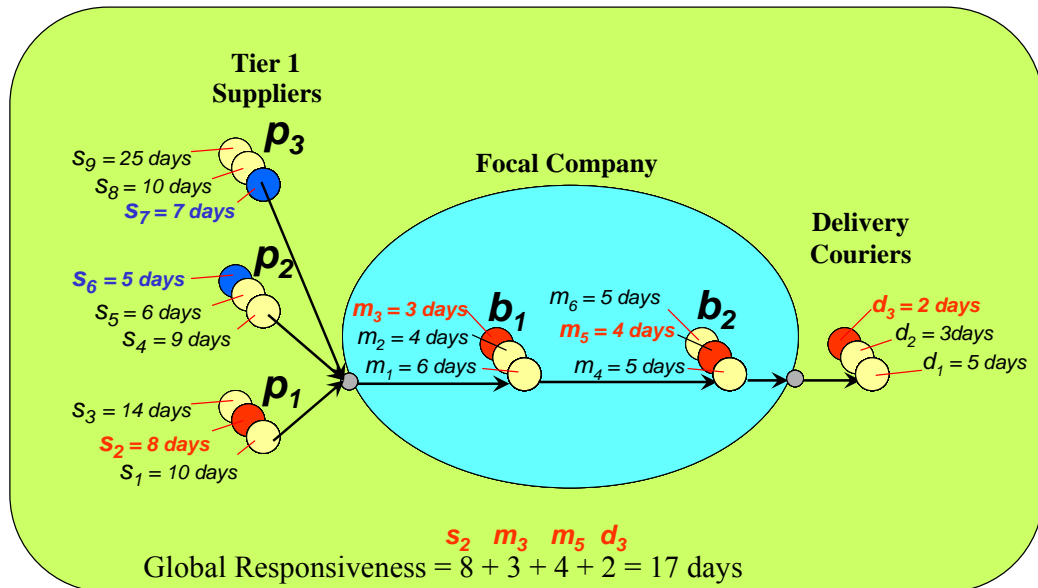 Tier 1
Suppliers
p3
s9 = 25 days
s8 = 10 days
s7 = 7 days
p2
s6 = 5 days
s5 = 6 days
s4 = 9 days
p1
s3 = 14 days
s2 = 8 days
s1 = 10 days
Focal Company
b1
m3 = 3 days
m2 = 4 days
m1 = 6 days
b2
m6 = 5 days
m5 = 4 days
m4 = 5 days
Delivery
Couriers
d3 = 2 days
d2 = 3days
d1 = 5 days
s2 m3 m5 d3
Global Responsiveness = 8 + 3 + 4 + 2 = 17 days